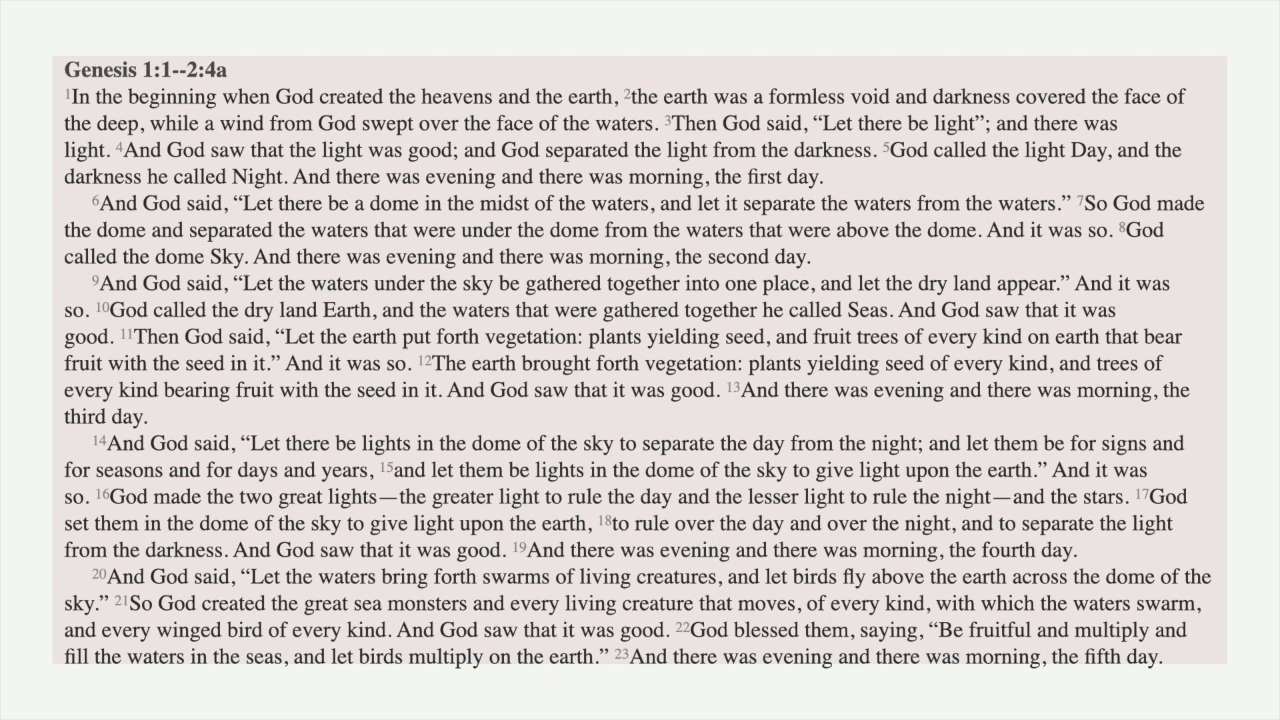 Genesis 1:1--2:4a
1In the beginning when God created the heavens and the earth, 2the earth was a formless void and darkness covered the face of
the deep, while a wind from God swept over the face of the waters. 3Then God said, “Let there be light”; and there was
light. 4And God saw that the light was good; and God separated the light from the darkness. 5God called the light Day, and the
darkness he called Night. And there was evening and there was morning, the first day.
6And God said, “Let there be a dome in the midst of the waters, and let it separate the waters from the waters.” 7So God made
the dome and separated the waters that were under the dome from the waters that were above the dome. And it was so. 8God
called the dome Sky. And there was evening and there was morning, the second day.
9And God said, “Let the waters under the sky be gathered together into one place, and let the dry land appear.” And it was
so. 10God called the dry land Earth, and the waters that were gathered together he called Seas. And God saw that it was
good. 11Then God said, “Let the earth put forth vegetation: plants yielding seed, and fruit trees of every kind on earth that bear
fruit with the seed in it.” And it was so. 12The earth brought forth vegetation: plants yielding seed of every kind, and trees of
every kind bearing fruit with the seed in it. And God saw that it was good. 13And there was evening and there was morning, the
third day.
14And God said, “Let there be lights in the dome of the sky to separate the day from the night; and let them be for signs and
for seasons and for days and years, 15and let them be lights in the dome of the sky to give light upon the earth.” And it was
so. 16God made the two great lights—the greater light to rule the day and the lesser light to rule the night—and the stars. 17God
set them in the dome of the sky to give light upon the earth, 18to rule over the day and over the night, and to separate the light
from the darkness. And God saw that it was good. 19And there was evening and there was morning, the fourth day.
20And God said, “Let the waters bring forth swarms of living creatures, and let birds fly above the earth across the dome of the
sky.” 21So God created the great sea monsters and every living creature that moves, of every kind, with which the waters swarm,
and every winged bird of every kind. And God saw that it was good. 22God blessed them, saying, “Be fruitful and multiply and
fill the waters in the seas, and let birds multiply on the earth.” 23And there was evening and there was morning, the fifth day.